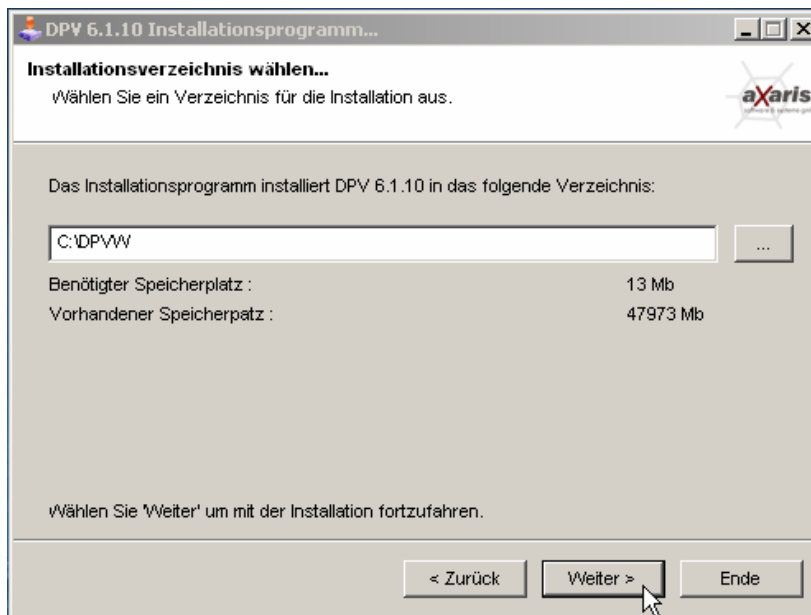 DPV 6.1.10 Installationsprogramm...
Installationsverzeichnis wählen...
Wählen Sie ein Verzeichnis für die Installation aus.
aXaris
Das Installationsprogramm installiert DPV 6.1.10 in das folgende Verzeichnis:
C:\DPVW
...
Benötigter Speicherplatz : 13 Mb
Vorhandener Speicherpatz : 47973 Mb
Wählen Sie 'Weiter' um mit der Installation fortzufahren.
< Zurück Weiter > Ende